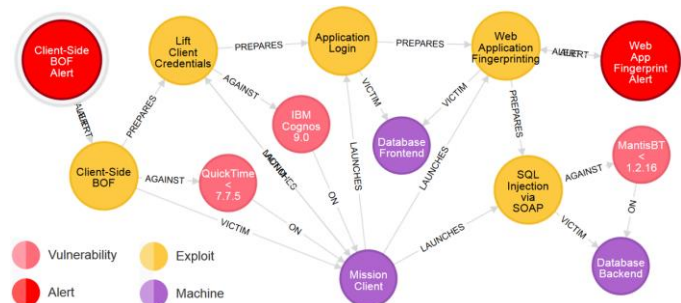 Client-Side
BOF
Alert
Lift
Client
Credentials
PREPARES
Application
Login
PREPARES
Web
Application
Fingerprinting
ALERT
Web
App
Fingerprint
Alert
ALERT
PREPARES
AGAINST
VICTIM
VICTIM
PREPARES
IBM
Cognos
9.0
Database
Frontend
MantisBT
<
1.2.16
Client-Side
BOF
AGAINST
QuickTime
<
7.7.5
LAUNCHES
ON
LAUNCHES
LAUNCHES
SQL
Injection
via
SOAP
AGAINST
ON
VICTIM
ON
LAUNCHES
VICTIM
Mission
Client
Database
Backend
Vulnerability
Exploit
Alert
Machine